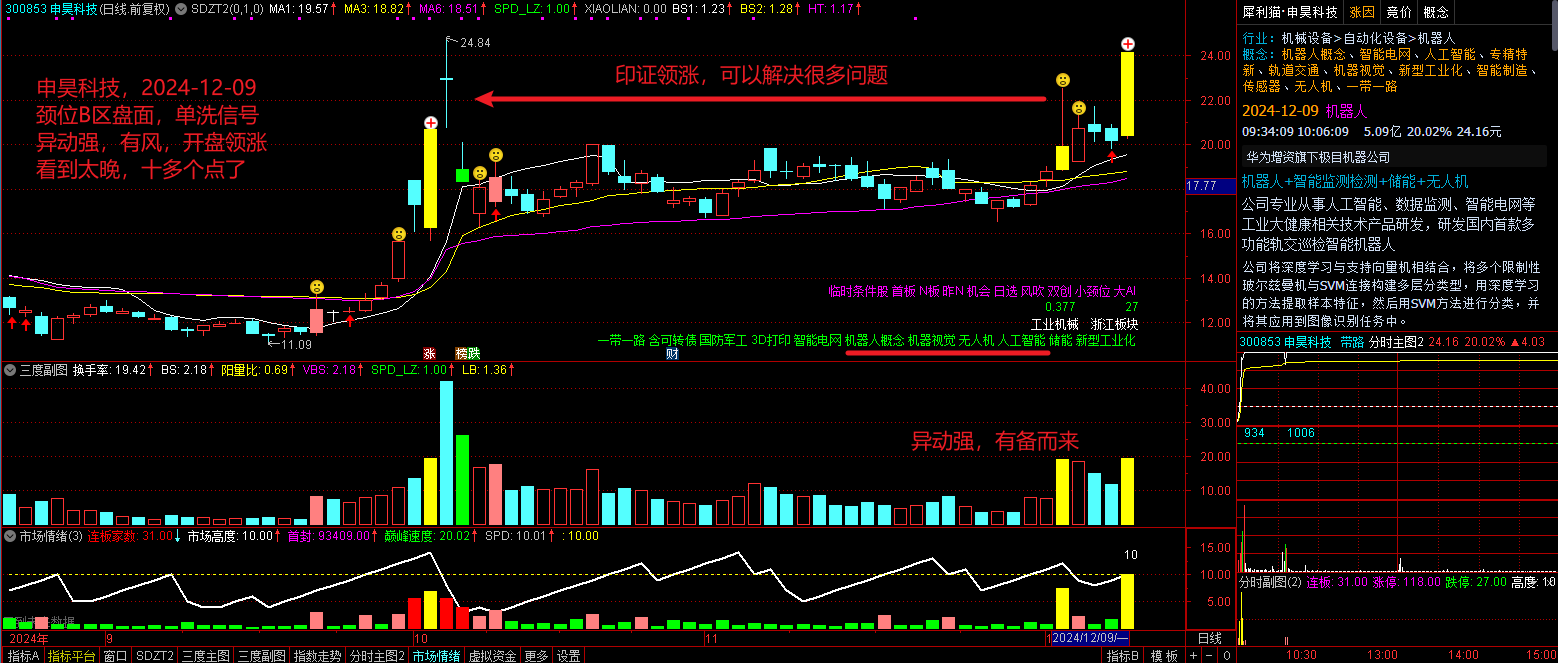 300853 申昊科技(日线.前复权) SDZT2(0,1,0) MA1: 19.57↑ MA3: 18.82↑ MA6: 18.51↑ SPD_LZ: 1.00↑ XIAOLIAN: 0.00 BS1: 1.23↑ BS2: 1.28↑ HT: 1.17↑
24.84
申昊科技，2024-12-09
颈位B区盘面，单洗信号
异动强，有风，开盘领涨
看到太晚，十多个点了
印证领涨，可以解决很多问题
11.09
临时条件股 首板 N板 昨N 机会 日选 风吹 双创 小颈位 大AI
0.377 27
工业机械 浙江板块
一带一路 含可转债 国防军工 3D打印 智能电网 机器人概念 机器视觉 无人机 人工智能 储能 新型工业化
涨 榜跌 财
24.00
22.00
20.00
17.77
16.00
14.00
12.00
三度副图 换手率: 19.42↑ BS: 2.18↑ 阳量比: 0.69↑ VBS: 2.18↑ SPD_LZ: 1.00↑ LB: 1.36↑
异动强，有备而来
40.00
30.00
20.00
10.00
市场情绪(3) 连板家数: 31.00↓ 市场高度: 10.00↑ 首封: 93409.00↑ 巅峰速度: 20.02↑ SPD: 10.01↑ : 10.00
10
15.00
10.00
5.00
2024年 9 10 11 1 2024/12/09/一 日线
指标A 指标平台 窗口 SDZT2 三度主图 三度副图 指数走势 分时主图2 市场情绪 虚拟资金 更多 设置 指标B 模板 + − 0
犀利猫·申昊科技 涨因 竞价 概念
行业: 机械设备>自动化设备>机器人
概念: 机器人概念、智能电网、人工智能、专精特
新、轨道交通、机器视觉、新型工业化、智能制造、
传感器、无人机、一带一路
2024-12-09 机器人
09:34:09 10:06:09 5.09亿 20.02% 24.16元
华为增资旗下极目机器公司
机器人+智能监测检测+储能+无人机
公司专业从事人工智能、数据监测、智能电网等
工业大健康相关技术产品研发，研发国内首款多
功能轨交巡检智能机器人
公司将深度学习与支持向量机相结合，将多个限制性
玻尔兹曼机与SVM连接构建多层分类型，用深度学习
的方法提取样本特征，然后用SVM方法进行分类，并
将其应用到图像识别任务中。
300853 申昊科技 带路 分时主图2 24.16 20.02% ▲4.03
934 1006
分时副图(2) 连板: 31.00 涨停: 118.00 跌停: 27.00 高度: 10
10:30 13:00 14:00 15:00